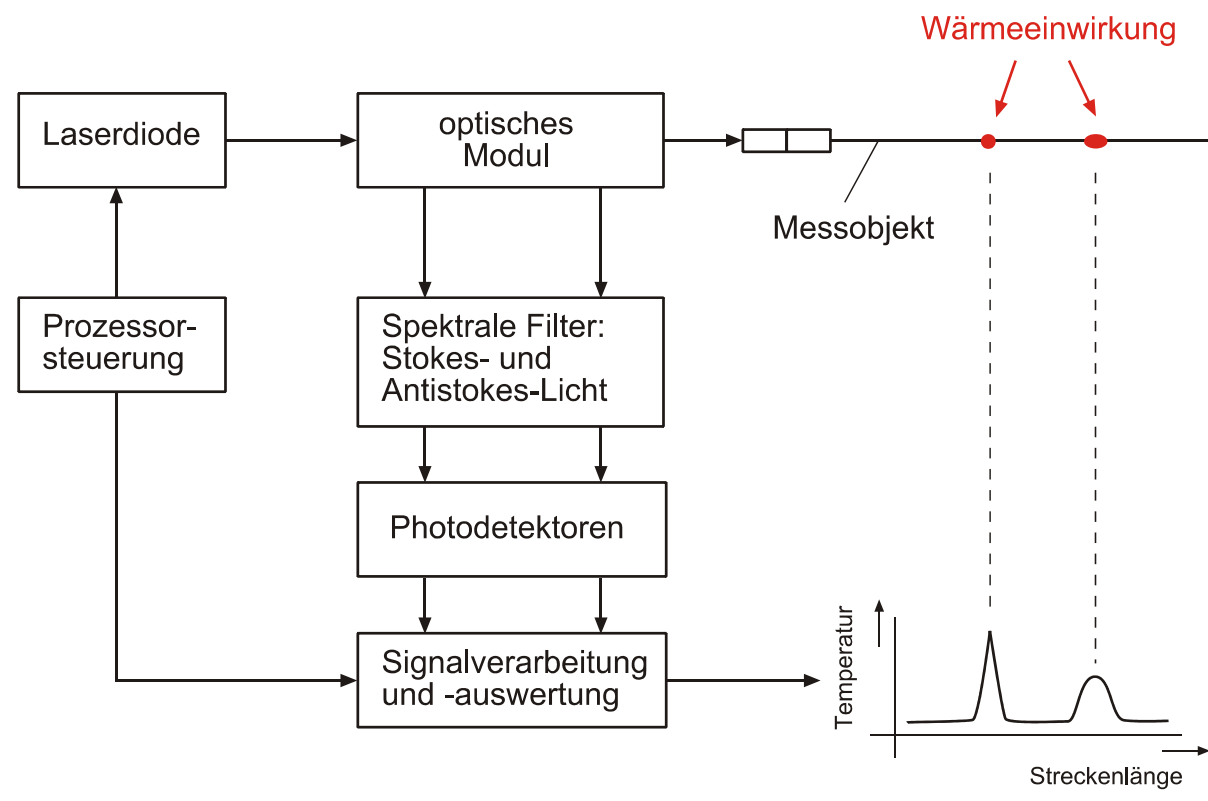 Wärmeeinwirkung
Laserdiode
optisches
Modul
Messobjekt
Prozessor-
steuerung
Spektrale Filter:
Stokes- und
Antistokes-Licht
Photodetektoren
Signalverarbeitung
und -auswertung
Temperatur
Streckenlänge